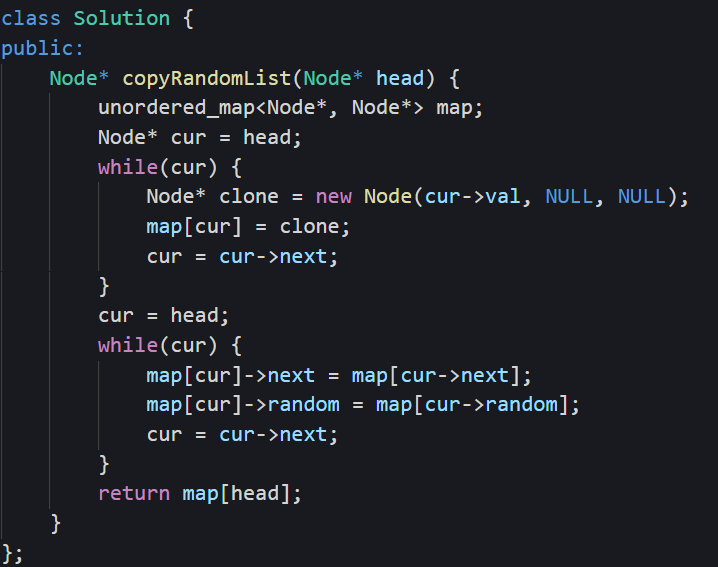 class Solution {
public:
    Node* copyRandomList(Node* head) {
        unordered_map<Node*, Node*> map;
        Node* cur = head;
        while(cur) {
            Node* clone = new Node(cur->val, NULL, NULL);
            map[cur] = clone;
            cur = cur->next;
        }
        cur = head;
        while(cur) {
            map[cur]->next = map[cur->next];
            map[cur]->random = map[cur->random];
            cur = cur->next;
        }
        return map[head];
    }
};